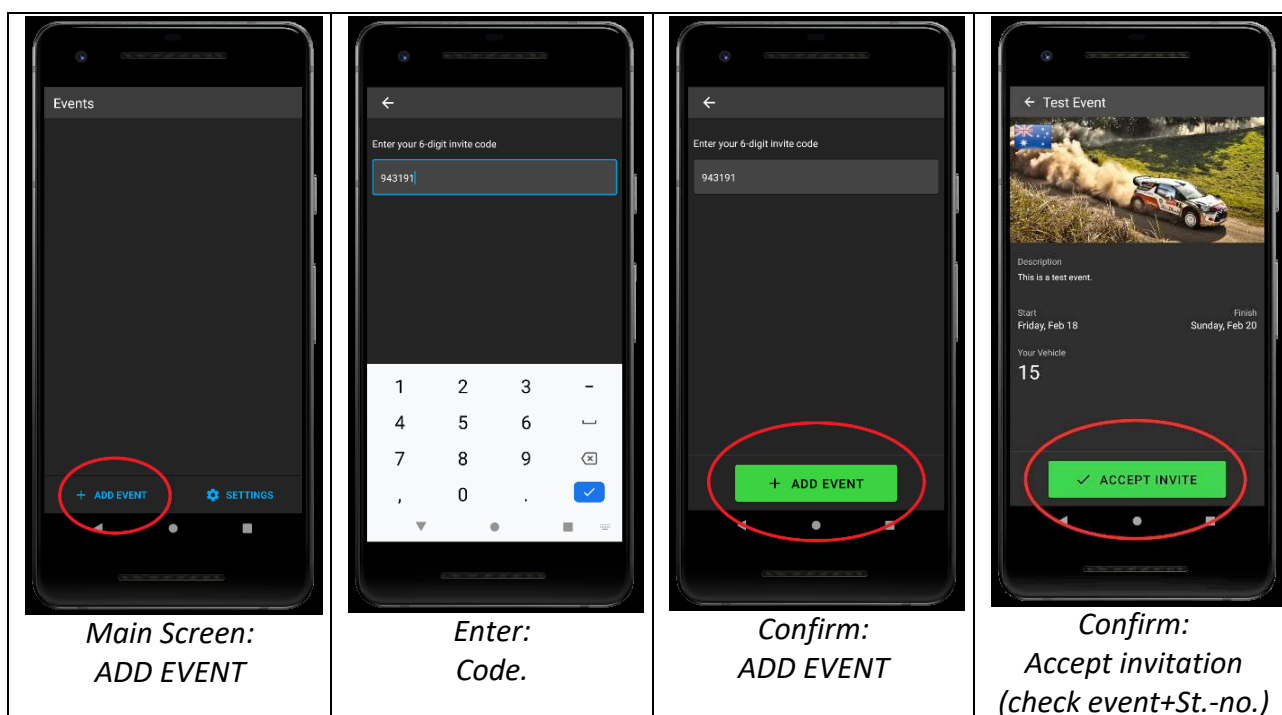 Events
+ ADD EVENT
SETTINGS
Main Screen:
ADD EVENT
Enter your 6-digit invite code
943191
1 2 3 -
4 5 6
7 8 9
, 0 .
Enter:
Code.
Enter your 6-digit invite code
943191
+ ADD EVENT
Confirm:
ADD EVENT
Test Event
Description
This is a test event.
Start Finish
Friday, Feb 18 Sunday, Feb 20
Your Vehicle
15
ACCEPT INVITE
Confirm:
Accept invitation
(check event+St.-no.)